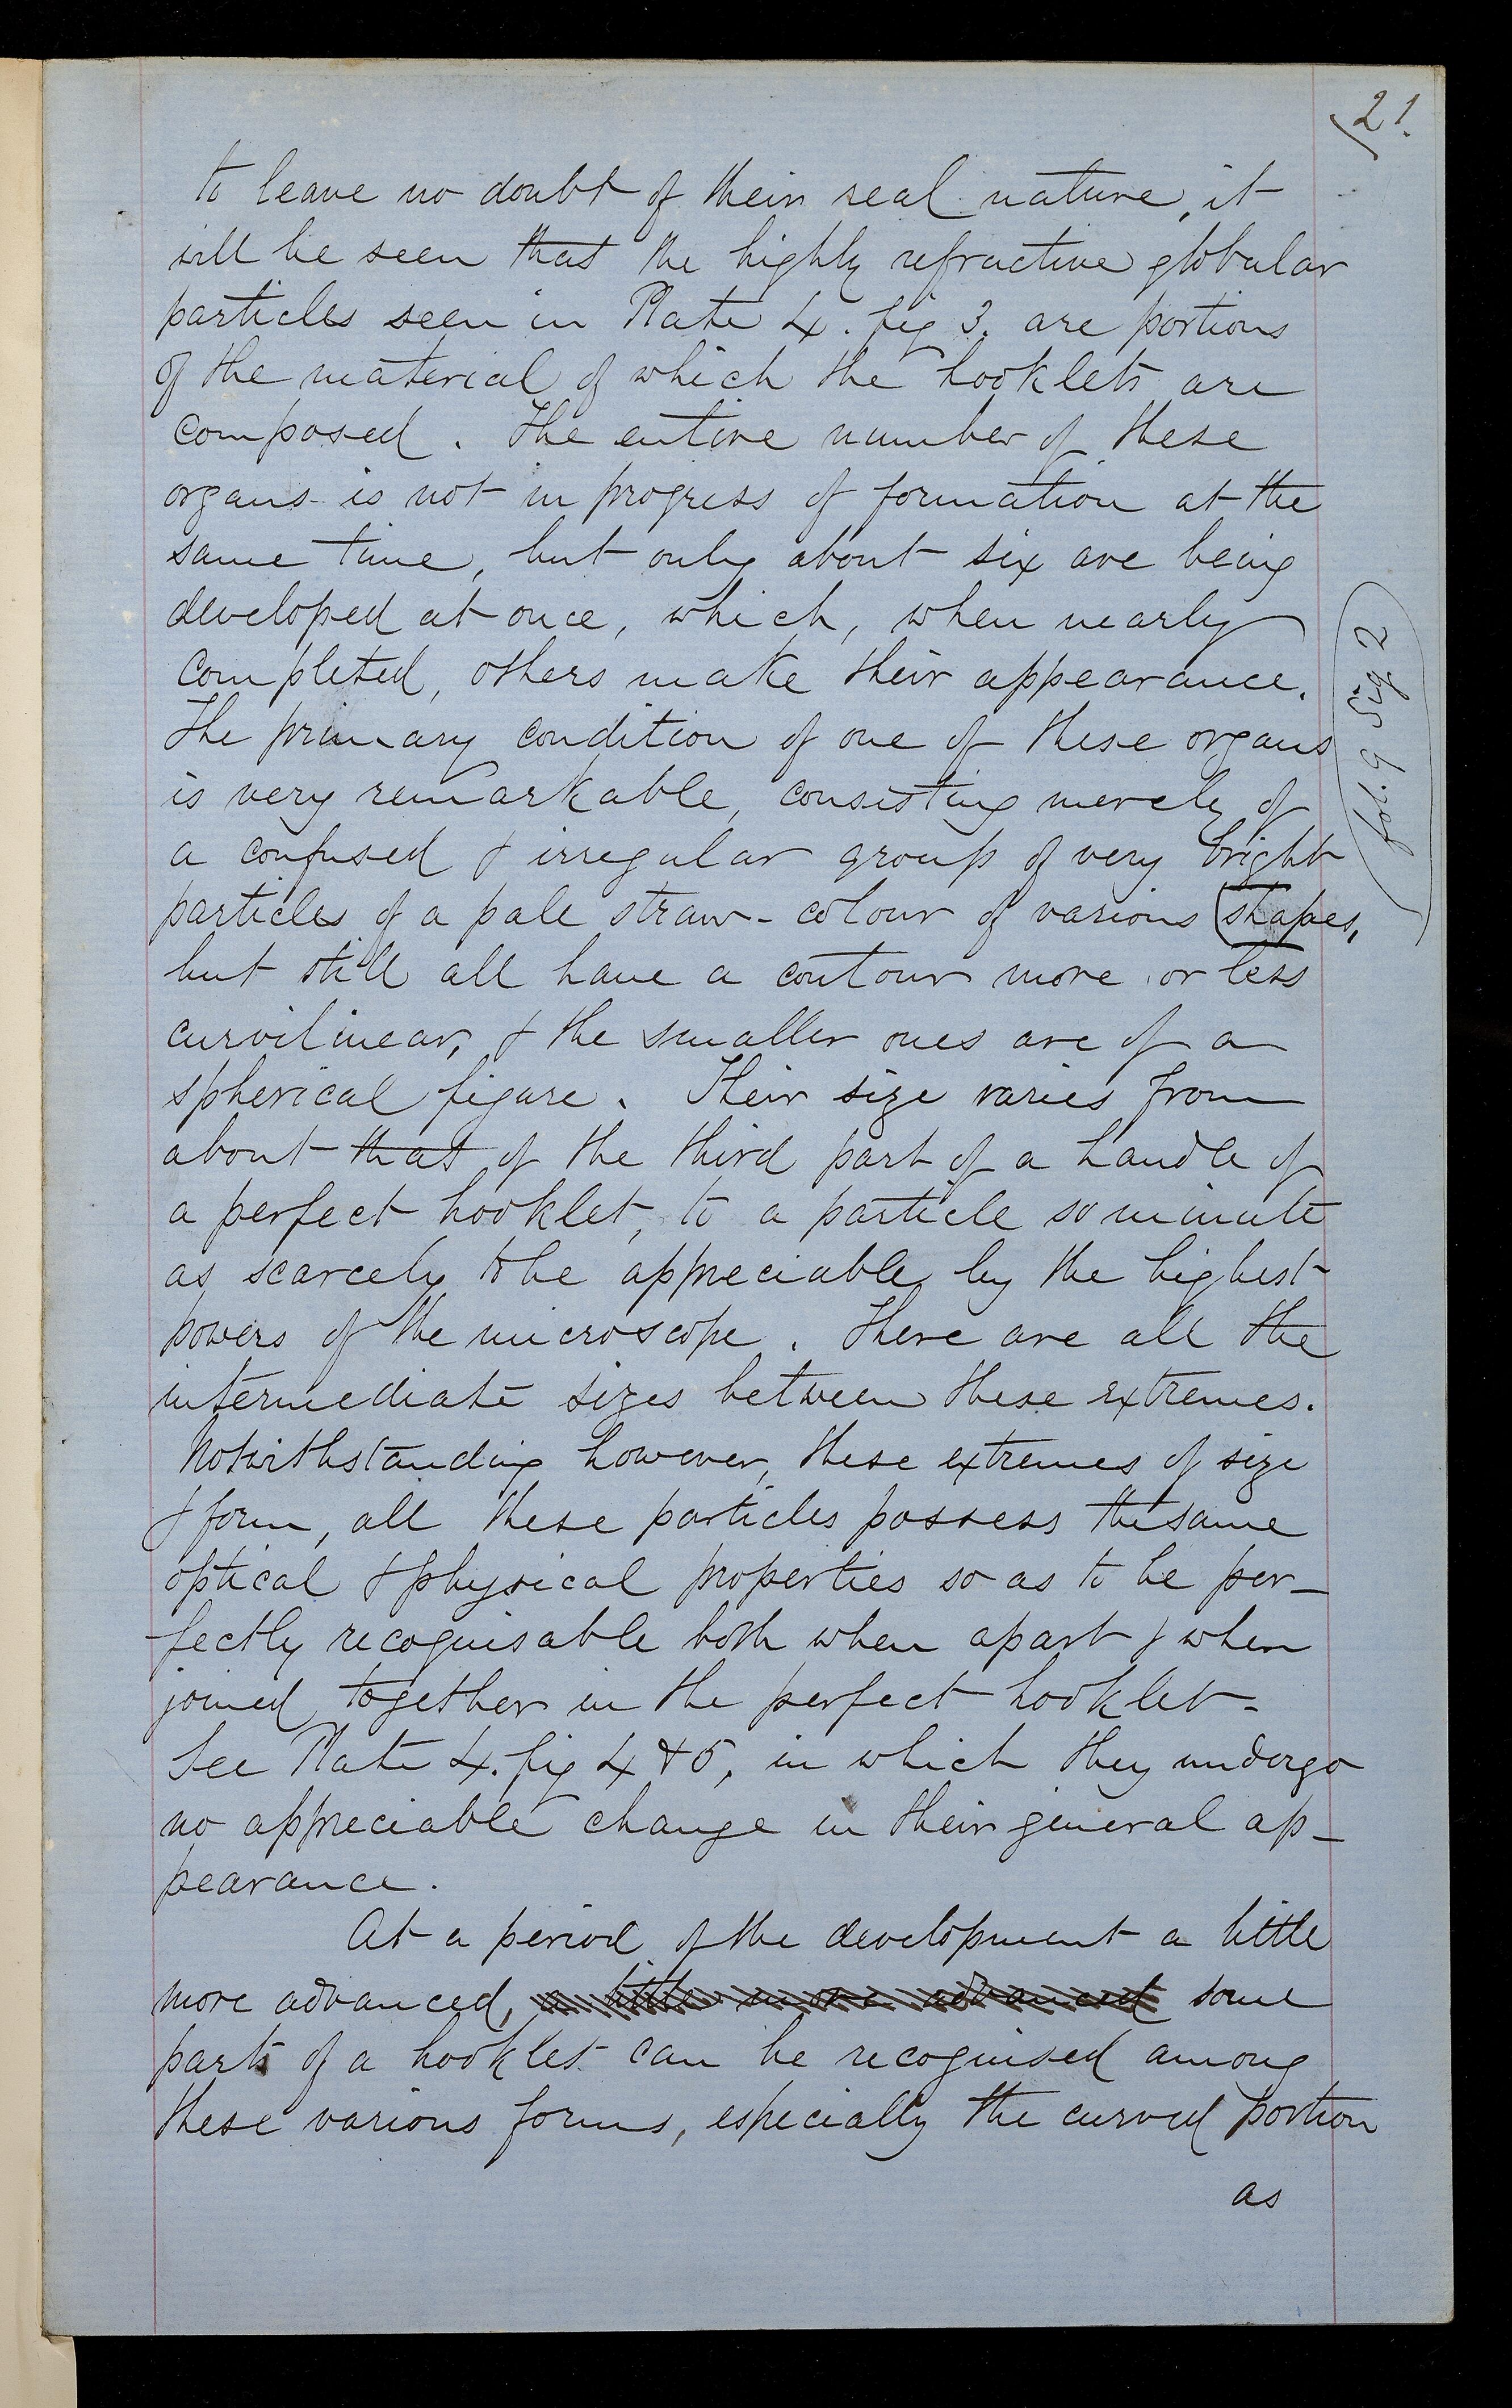 21.
to leave no doubt of their real nature, it
will be seen that the highly refractive globular
particles seen in Plate 4. fig 3. are portions
of the material of which the hooklets are
composed. The entire number of these
organs is not in progress of formation at the
same time, but only about six are being
developed at once, which, when nearly
completed, others make their appearance.
The primary condition of one of these organs
is very remarkable, consisting merely of
a confused & irregular group of very bright
particles of a pale straw-colour of various shapes,
but still all have a contour more or less
curvilinear, & the smaller ones are of a
spherical figure. Their size varies from
about that of the third part of a handle of
a perfect hooklet, to a particle so minute
as scarcely to be appreciable by the highest
powers of the microscope. There are all the
intermediate sizes between these extremes.
Notwithstanding however, these extremes of size
& form, all these particles possess the same
optical & physical properties so as to be per-
fectly recognisable both when apart & when
joined together in the perfect hooklet-
See Plate 4. fig 4 & 5, in which they undergo
no appreciable change in their general ap-
pearance.
At a period of the development a little
more advanced, a little more advanced some
parts of a hooklet can be recognised among
these various forms, especially the curved portion
as
fol. 9 Sig 2